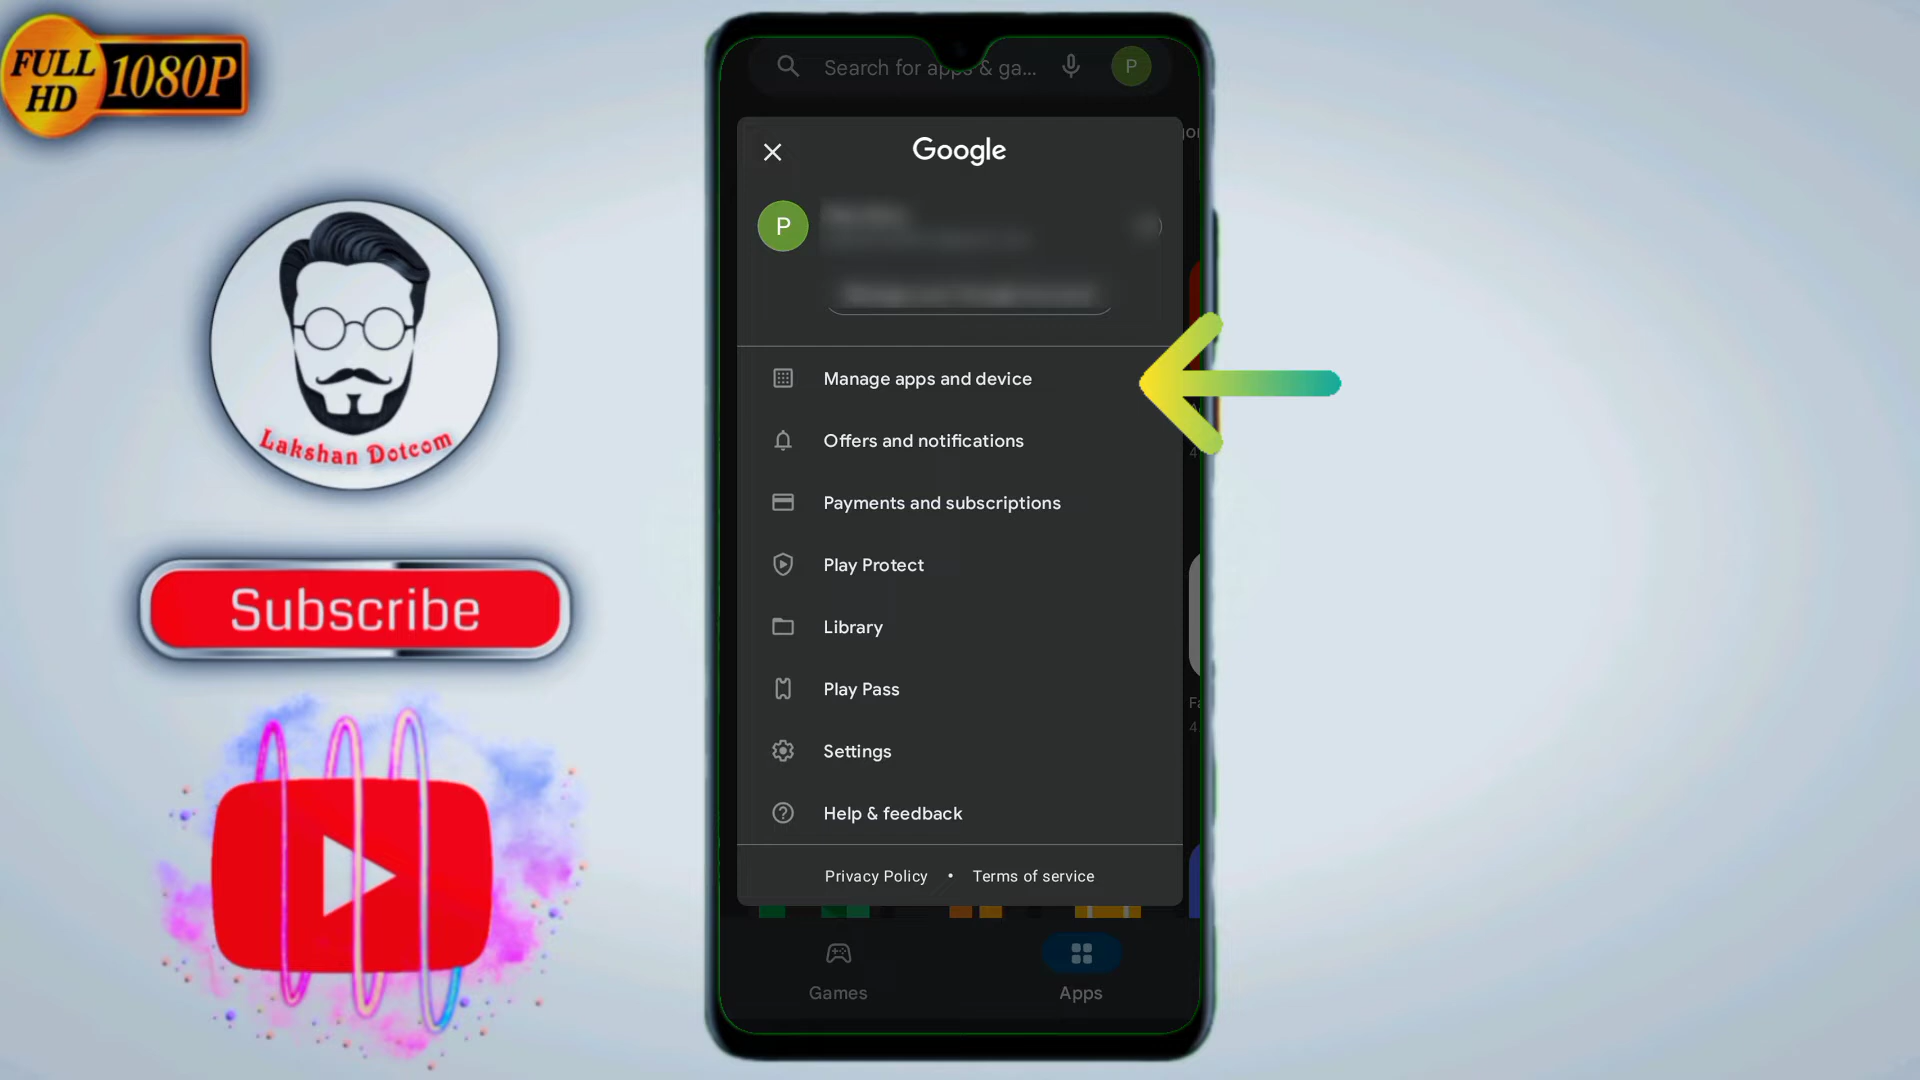 FULL HD 1080P
Lakshan Dotcom
Subscribe
Search for apps & ga...
P
Google
P
Manage apps and device
Offers and notifications
Payments and subscriptions
Play Protect
Library
Play Pass
Settings
Help & feedback
Privacy Policy • Terms of service
Games
Apps